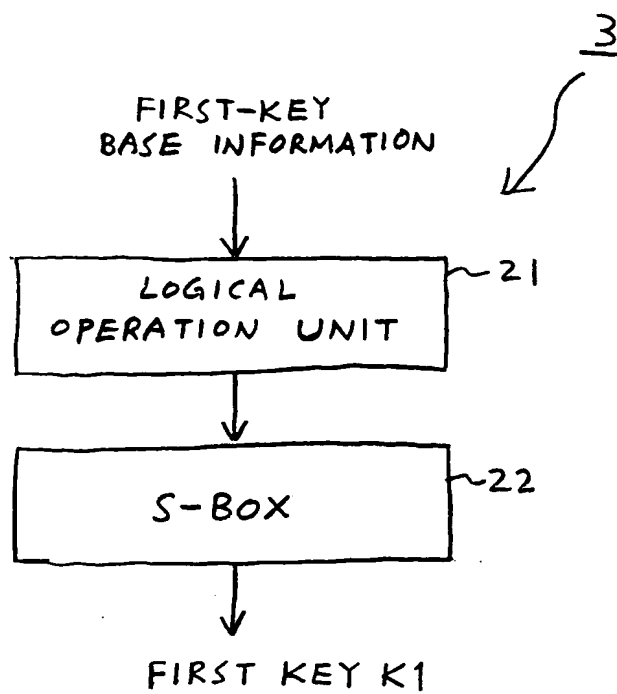 3
FIRST-KEY
BASE INFORMATION
LOGICAL
OPERATION UNIT
21
S-BOX
22
FIRST KEY K1